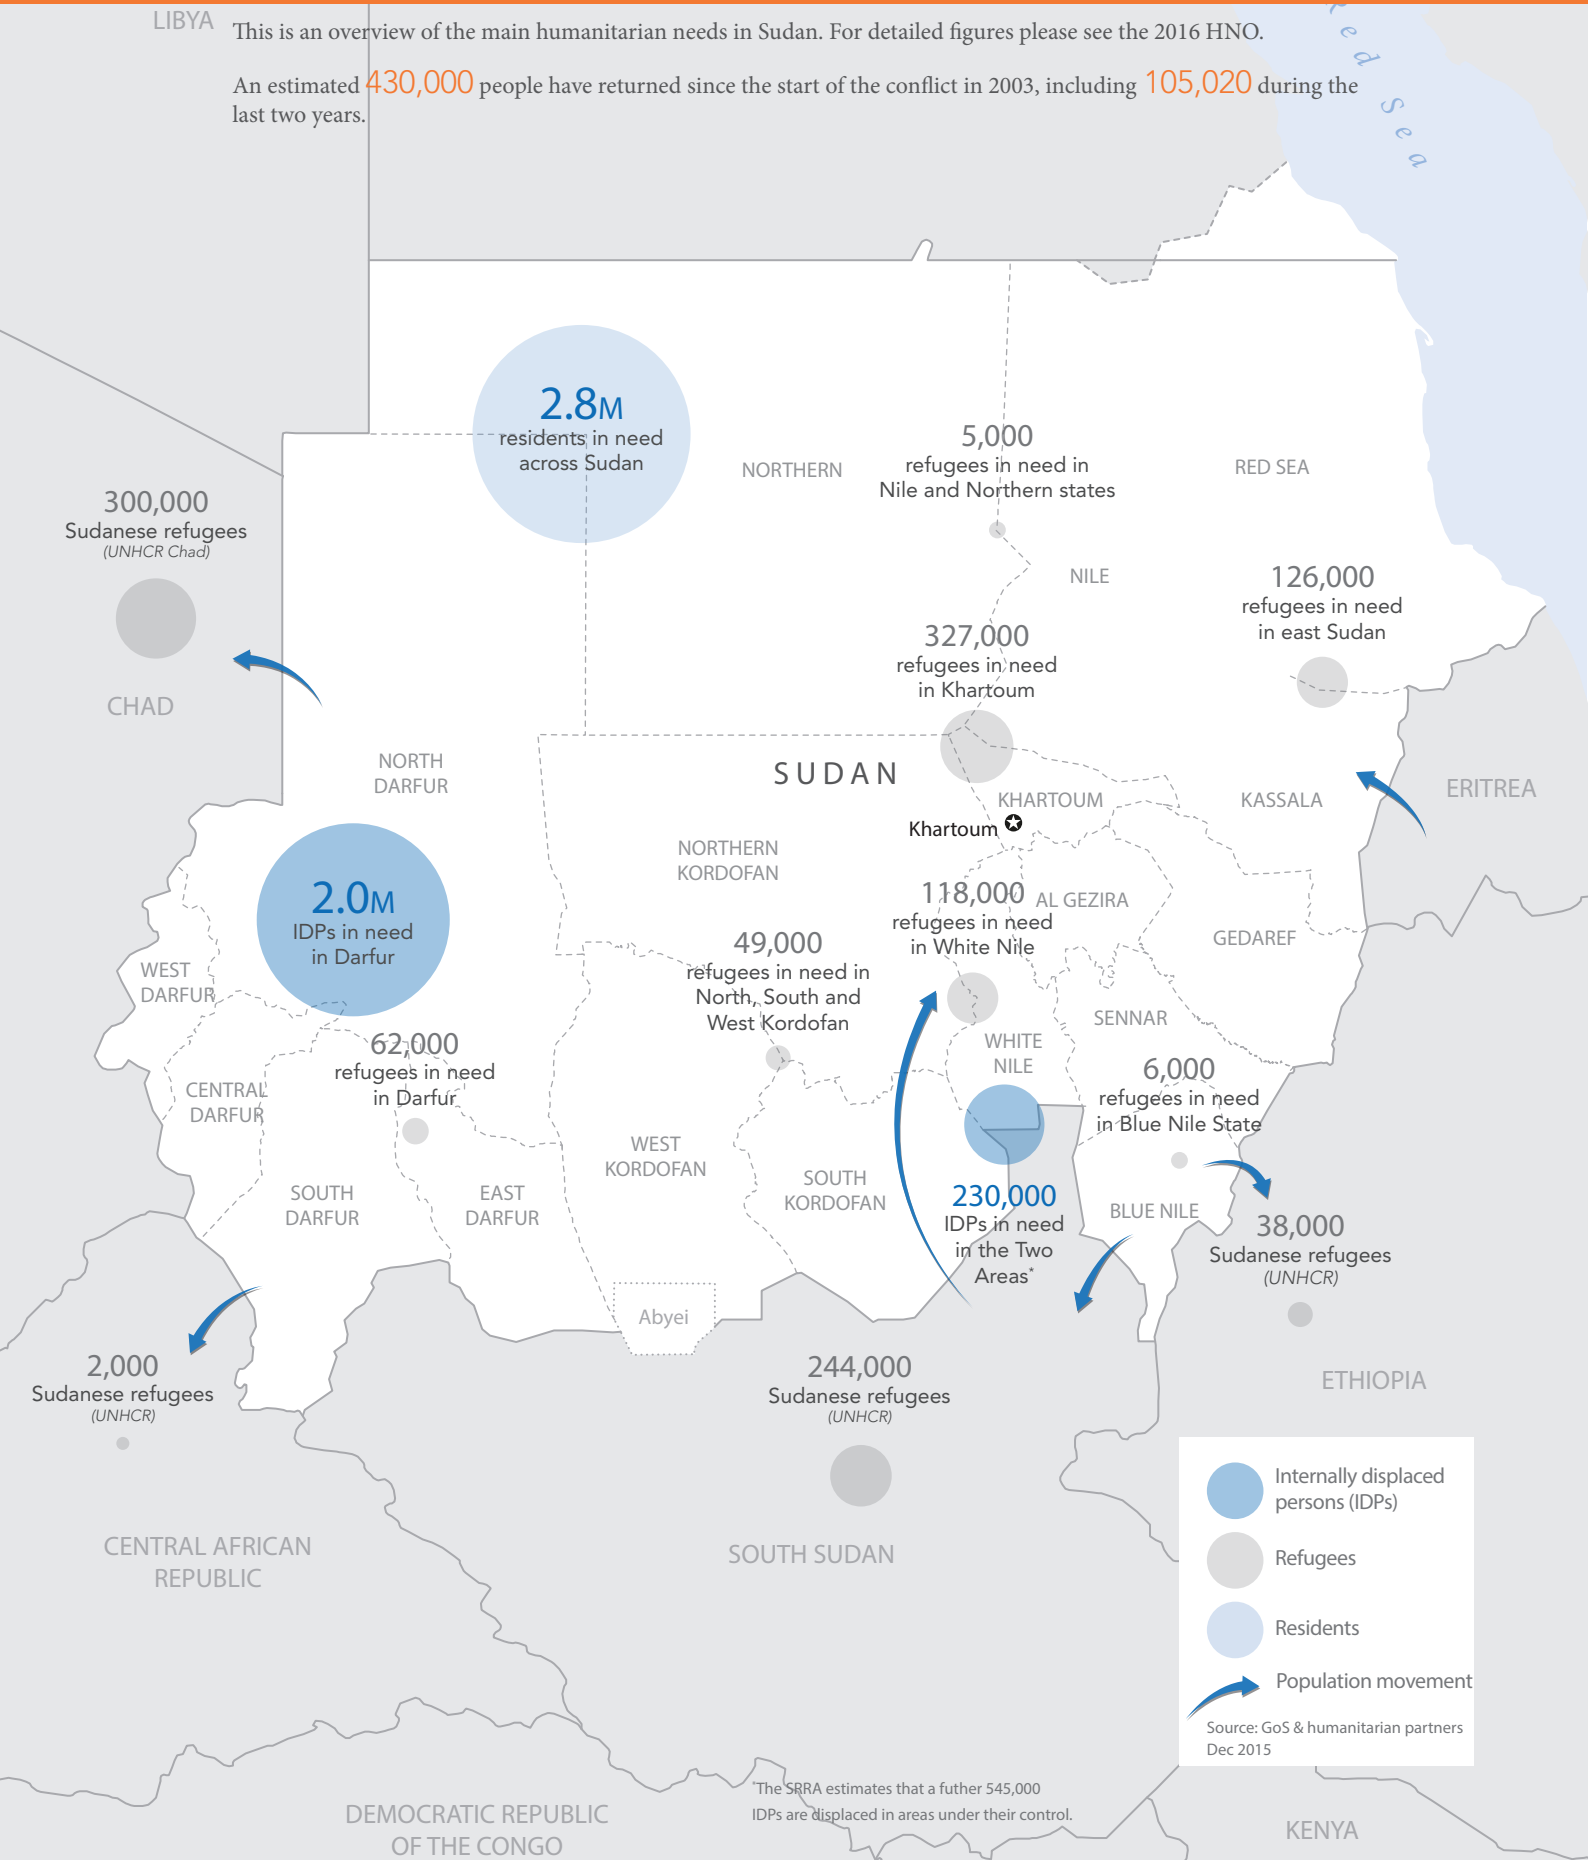 LIBYA
This is an overview of the main humanitarian needs in Sudan. For detailed figures please see the 2016 HNO.
An estimated 430,000 people have returned since the start of the conflict in 2003, including 105,020 during the
last two years.
Red Sea
2.8M
residents in need
across Sudan
NORTHERN
5,000
refugees in need in
Nile and Northern states
RED SEA
300,000
Sudanese refugees
(UNHCR Chad)
CHAD
NILE
126,000
refugees in need
in east Sudan
327,000
refugees in need
in Khartoum
NORTH
DARFUR
SUDAN
KHARTOUM
Khartoum
KASSALA
ERITREA
NORTHERN
KORDOFAN
2.0M
IDPs in need
in Darfur
118,000
refugees in need
in White Nile
AL GEZIRA
GEDAREF
49,000
refugees in need in
North, South and
West Kordofan
WEST
DARFUR
SENNAR
WHITE
NILE
62,000
refugees in need
in Darfur
6,000
refugees in need
in Blue Nile State
CENTRAL
DARFUR
WEST
KORDOFAN
SOUTH
KORDOFAN
SOUTH
DARFUR
EAST
DARFUR
230,000
IDPs in need
in the Two
Areas*
BLUE NILE
38,000
Sudanese refugees
(UNHCR)
Abyei
2,000
Sudanese refugees
(UNHCR)
244,000
Sudanese refugees
(UNHCR)
ETHIOPIA
CENTRAL AFRICAN
REPUBLIC
SOUTH SUDAN
Internally displaced
persons (IDPs)
Refugees
Residents
Population movement
Source: GoS & humanitarian partners
Dec 2015
*The SRRA estimates that a futher 545,000
IDPs are displaced in areas under their control.
DEMOCRATIC REPUBLIC
OF THE CONGO
KENYA